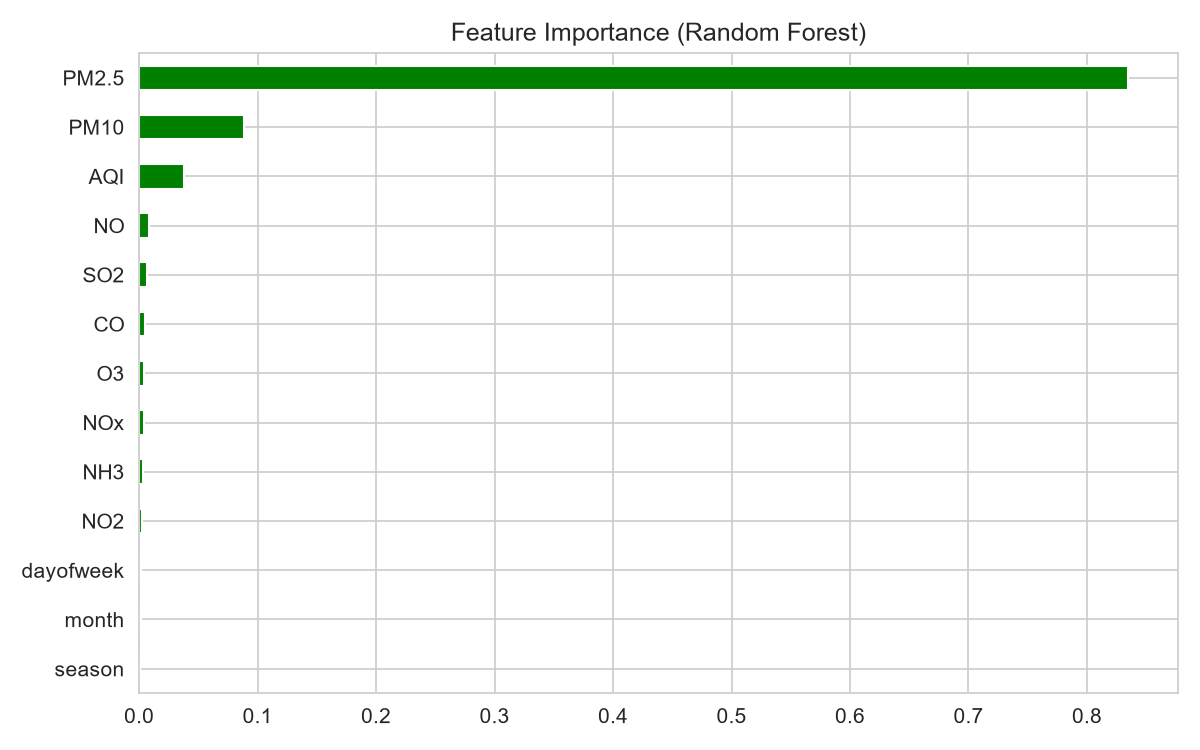 Feature Importance (Random Forest)
PM2.5
PM10
AQI
NO
SO2
CO
O3
NOx
NH3
NO2
dayofweek
month
season
0.0 0.1 0.2 0.3 0.4 0.5 0.6 0.7 0.8